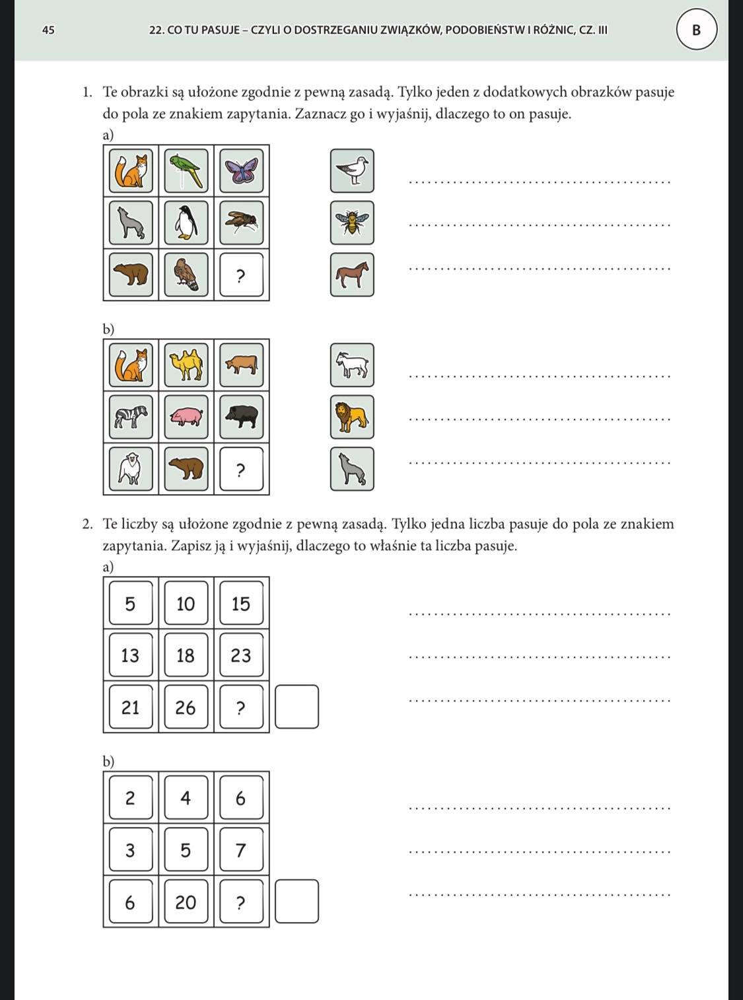 45
22. CO TU PASUJE – CZYLI O DOSTRZEGANIU ZWIĄZKÓW, PODOBIEŃSTW I RÓŻNIC, CZ. III
B
1. Te obrazki są ułożone zgodnie z pewną zasadą. Tylko jeden z dodatkowych obrazków pasuje
do pola ze znakiem zapytania. Zaznacz go i wyjaśnij, dlaczego to on pasuje.
a)
?
b)
?
2. Te liczby są ułożone zgodnie z pewną zasadą. Tylko jedna liczba pasuje do pola ze znakiem
zapytania. Zapisz ją i wyjaśnij, dlaczego to właśnie ta liczba pasuje.
a)
5 10 15
13 18 23
21 26 ?
b)
2 4 6
3 5 7
6 20 ?